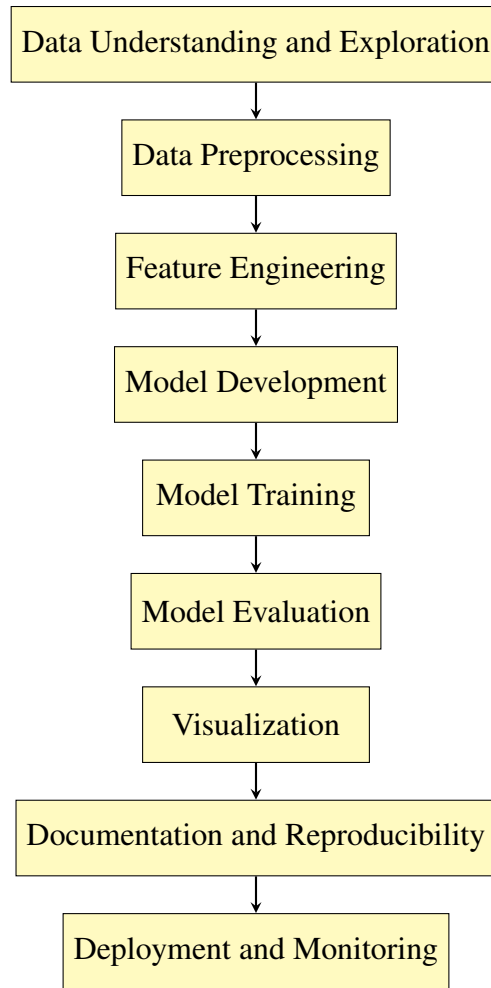 Data Understanding and Exploration
Data Preprocessing
Feature Engineering
Model Development
Model Training
Model Evaluation
Visualization
Documentation and Reproducibility
Deployment and Monitoring